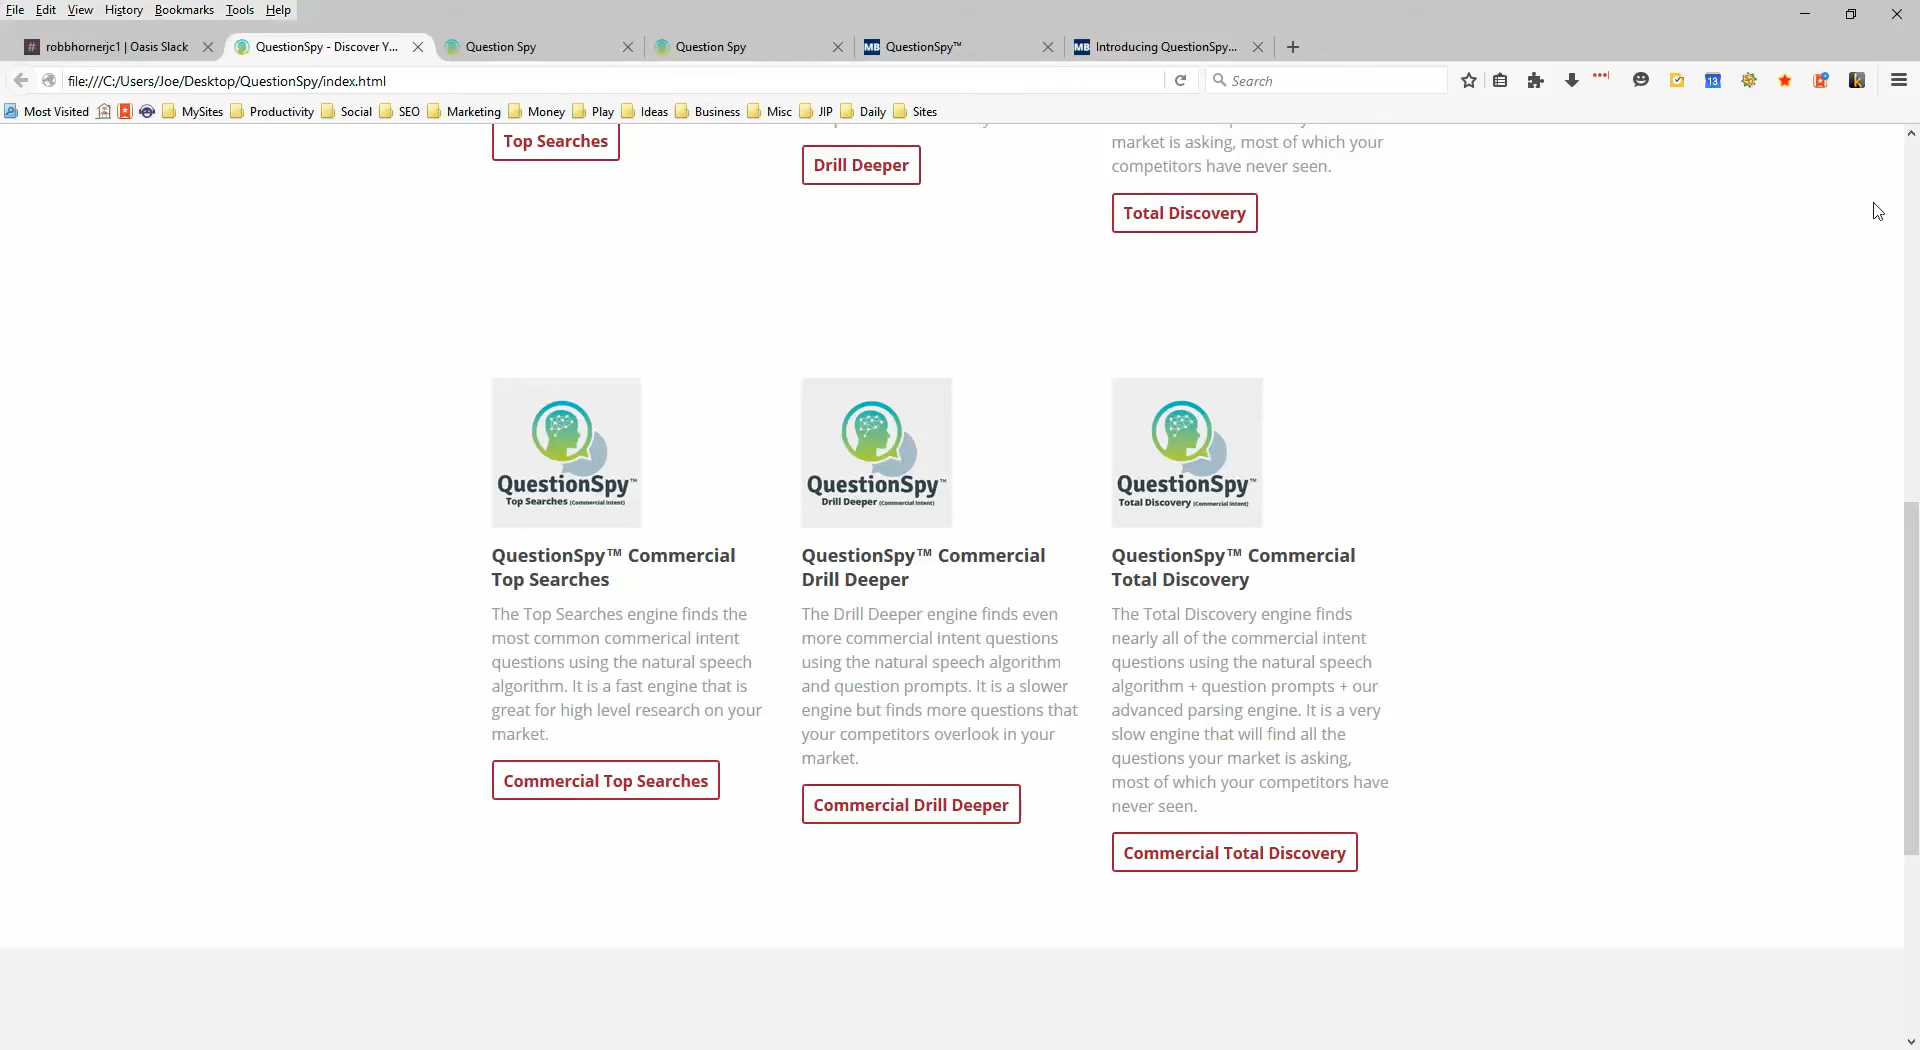 File Edit View History Bookmarks Tools Help
robbhornerjc1 | Oasis Slack
QuestionSpy - Discover Y...
Question Spy
Question Spy
MB QuestionSpy™
MB Introducing QuestionSpy...
file:///C:/Users/Joe/Desktop/QuestionSpy/index.html
Search
13
Most Visited MySites Productivity Social SEO Marketing Money Play Ideas Business Misc JIP Daily Sites
Top Searches
Drill Deeper
market is asking, most of which your
competitors have never seen.
Total Discovery
QuestionSpy™
Top Searches (Commercial Intent)
QuestionSpy™ Commercial
Top Searches
The Top Searches engine finds the
most common commerical intent
questions using the natural speech
algorithm. It is a fast engine that is
great for high level research on your
market.
Commercial Top Searches
QuestionSpy™
Drill Deeper (Commercial Intent)
QuestionSpy™ Commercial
Drill Deeper
The Drill Deeper engine finds even
more commercial intent questions
using the natural speech algorithm
and question prompts. It is a slower
engine but finds more questions that
your competitors overlook in your
market.
Commercial Drill Deeper
QuestionSpy™
Total Discovery (Commercial Intent)
QuestionSpy™ Commercial
Total Discovery
The Total Discovery engine finds
nearly all of the commercial intent
questions using the natural speech
algorithm + question prompts + our
advanced parsing engine. It is a very
slow engine that will find all the
questions your market is asking,
most of which your competitors have
never seen.
Commercial Total Discovery